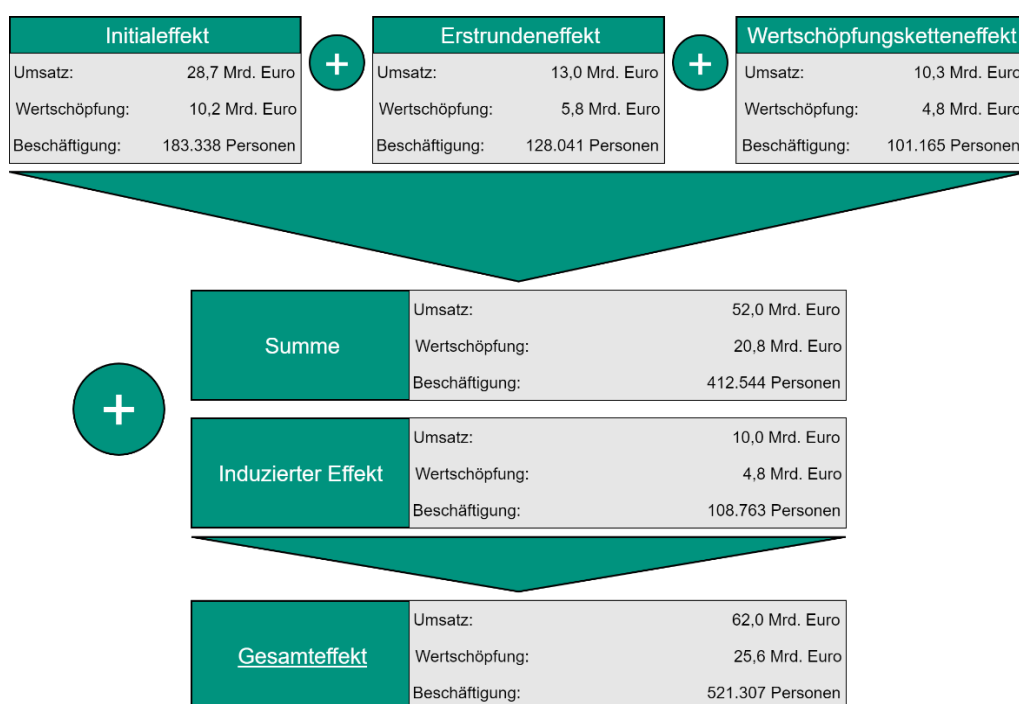 Initialeffekt
Umsatz: 28,7 Mrd. Euro
Wertschöpfung: 10,2 Mrd. Euro
Beschäftigung: 183.338 Personen
+
Erstrundeneffekt
Umsatz: 13,0 Mrd. Euro
Wertschöpfung: 5,8 Mrd. Euro
Beschäftigung: 128.041 Personen
+
Wertschöpfungsketteneffekt
Umsatz: 10,3 Mrd. Euro
Wertschöpfung: 4,8 Mrd. Euro
Beschäftigung: 101.165 Personen
+
Summe
Umsatz: 52,0 Mrd. Euro
Wertschöpfung: 20,8 Mrd. Euro
Beschäftigung: 412.544 Personen
Induzierter Effekt
Umsatz: 10,0 Mrd. Euro
Wertschöpfung: 4,8 Mrd. Euro
Beschäftigung: 108.763 Personen
Gesamteffekt
Umsatz: 62,0 Mrd. Euro
Wertschöpfung: 25,6 Mrd. Euro
Beschäftigung: 521.307 Personen